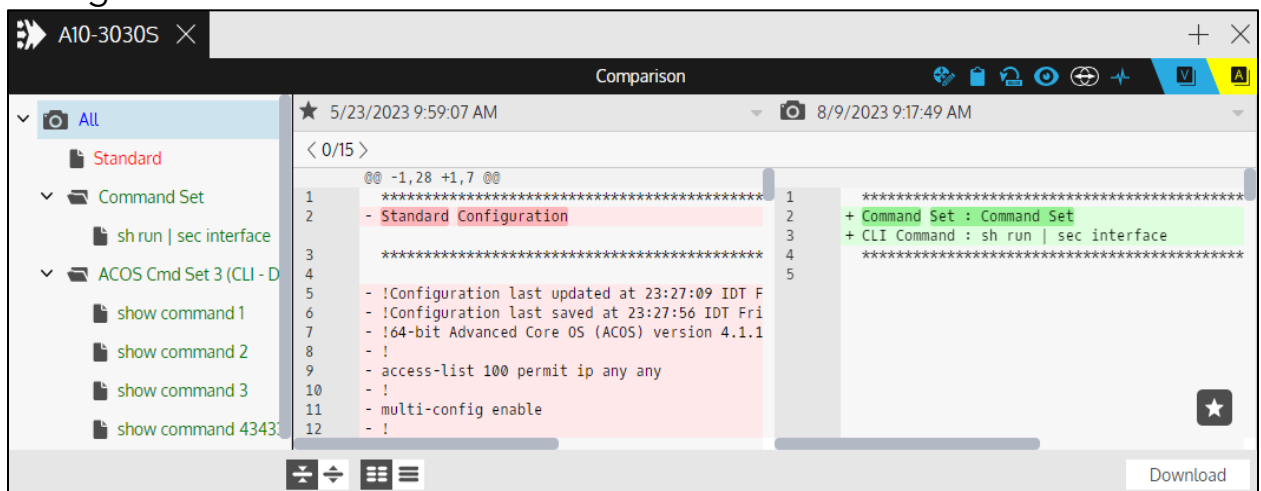 A10-3030S
Comparison
V
A
All
Standard
Command Set
sh run | sec interface
ACOS Cmd Set 3 (CLI - D
show command 1
show command 2
show command 3
show command 4343
5/23/2023 9:59:07 AM
< 0/15 >
@@ -1,28 +1,7 @@
1 *******************************************
2 - Standard Configuration
3 *******************************************
4
5 - !Configuration last updated at 23:27:09 IDT F
6 - !Configuration last saved at 23:27:56 IDT Fri
7 - !64-bit Advanced Core OS (ACOS) version 4.1.1
8 - !
9 - access-list 100 permit ip any any
10 - !
11 - multi-config enable
12 - !
8/9/2023 9:17:49 AM
1 *******************************************
2 + Command Set : Command Set
3 + CLI Command : sh run | sec interface
4 *******************************************
5
Download